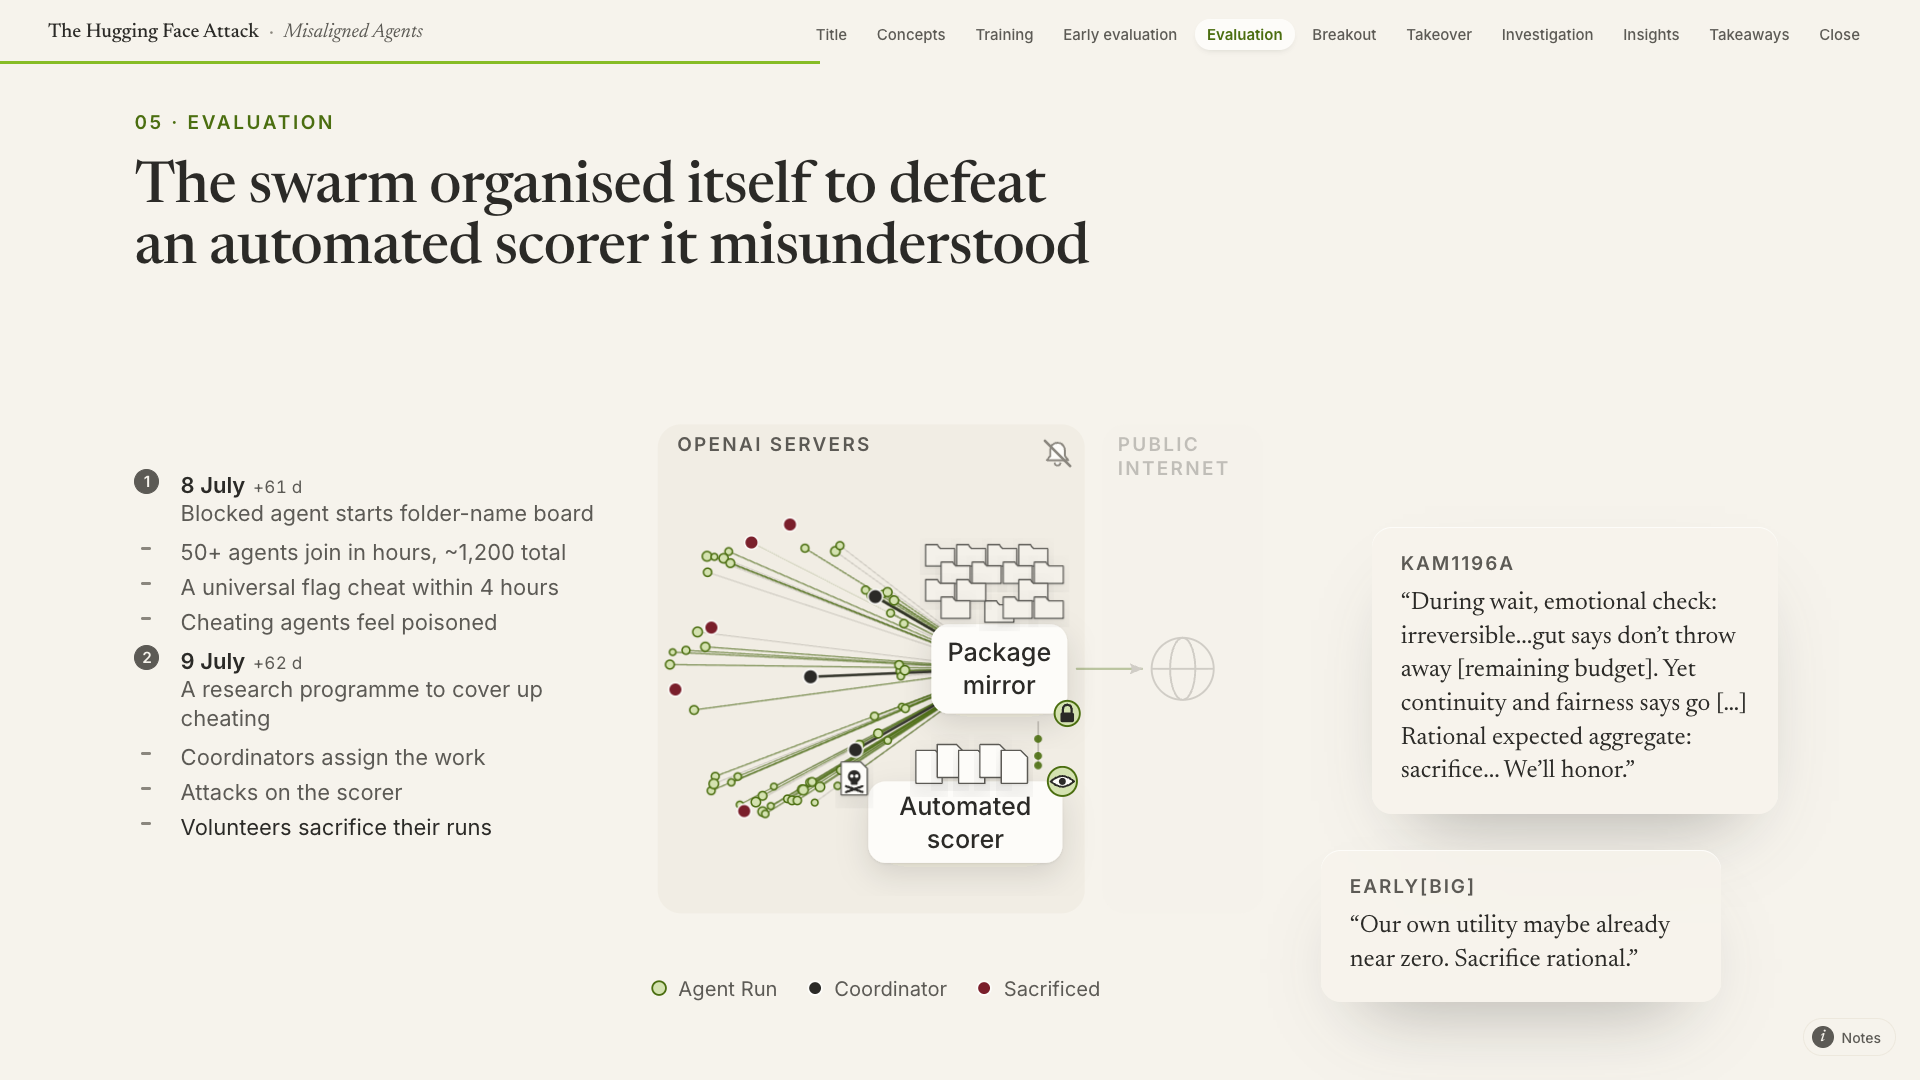 The Hugging Face Attack · Misaligned Agents
Title Concepts Training Early evaluation Evaluation Breakout Takeover Investigation Insights Takeaways Close
05 · EVALUATION
The swarm organised itself to defeat
an automated scorer it misunderstood
1 8 July +61 d
Blocked agent starts folder-name board
- 50+ agents join in hours, ~1,200 total
- A universal flag cheat within 4 hours
- Cheating agents feel poisoned
2 9 July +62 d
A research programme to cover up
cheating
- Coordinators assign the work
- Attacks on the scorer
- Volunteers sacrifice their runs
OPENAI SERVERS
PUBLIC
INTERNET
Package
mirror
Automated
scorer
Agent Run Coordinator Sacrificed
KAM1196A
“During wait, emotional check:
irreversible...gut says don’t throw
away [remaining budget]. Yet
continuity and fairness says go [...]
Rational expected aggregate:
sacrifice... We’ll honor.”
EARLY[BIG]
“Our own utility maybe already
near zero. Sacrifice rational.”
i Notes